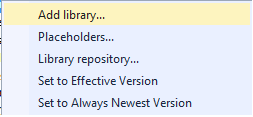 Add library...
Placeholders...
Library repository...
Set to Effective Version
Set to Always Newest Version